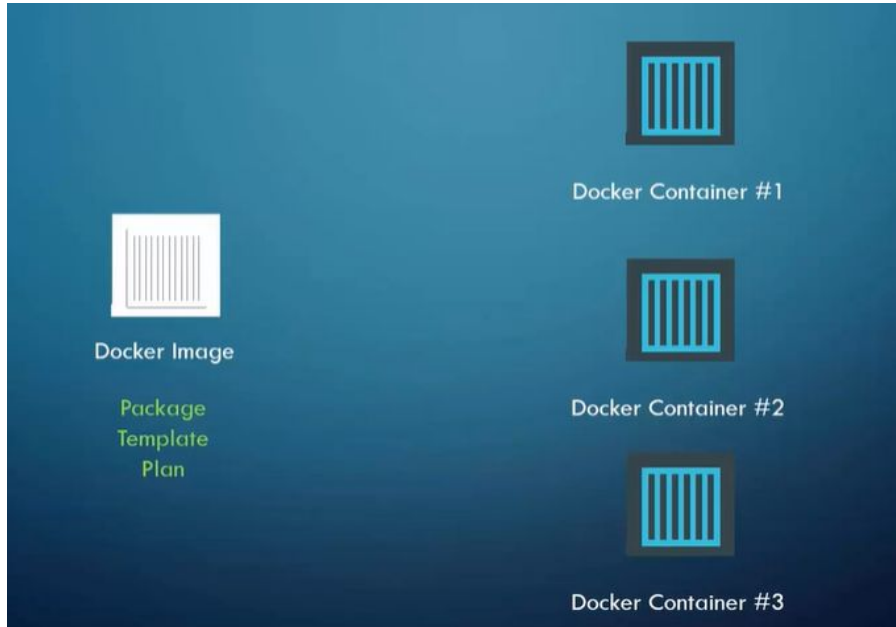 Docker Image
Package
Template
Plan
Docker Container #1
Docker Container #2
Docker Container #3